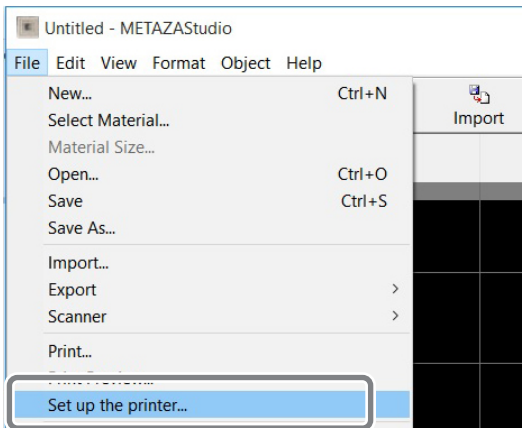 Untitled - METAZAStudio
File Edit View Format Object Help
New... Ctrl+N
Import
Select Material...
Material Size...
Open... Ctrl+O
Save Ctrl+S
Save As...
Import...
Export >
Scanner >
Print...
Set up the printer...